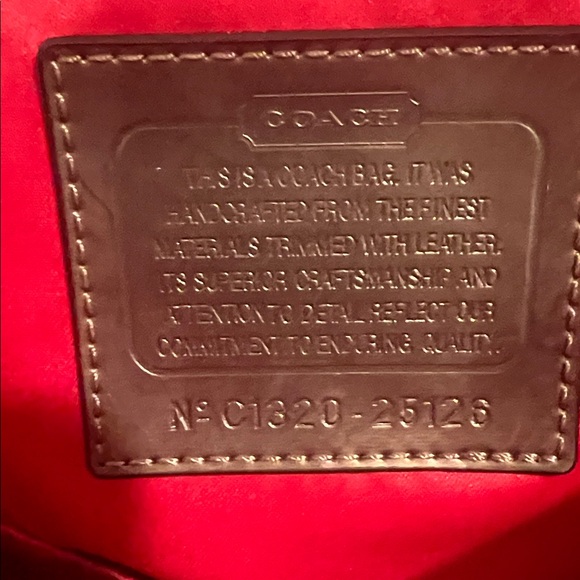 COACH
THIS IS A COACH BAG. IT WAS
HANDCRAFTED FROM THE FINEST
MATERIALS TRIMMED WITH LEATHER.
ITS SUPERIOR CRAFTSMANSHIP AND
ATTENTION TO DETAIL REFLECT OUR
COMMITMENT TO ENDURING QUALITY.
Nº C1320-25126